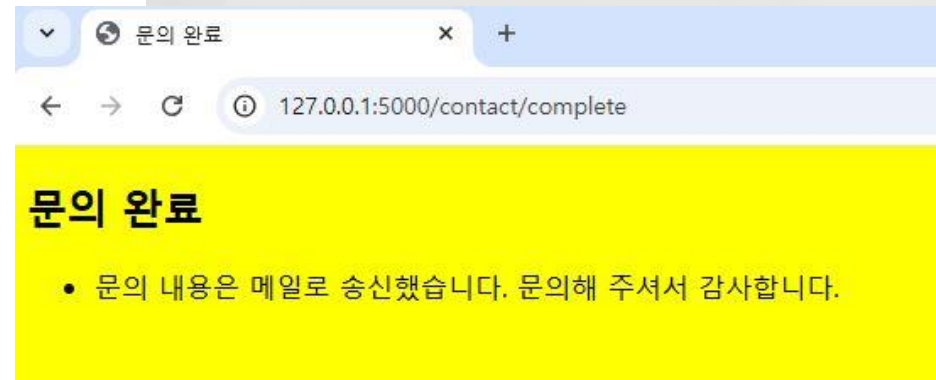 문의 완료
127.0.0.1:5000/contact/complete
문의 완료
문의 내용은 메일로 송신했습니다. 문의해 주셔서 감사합니다.